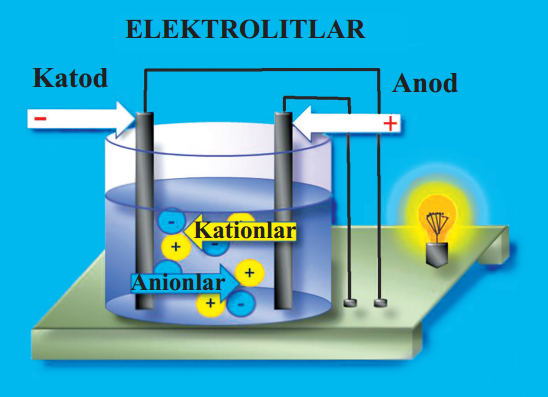 ELEKTROLITLAR
Katod
Anod
-
+
-
Kationlar
+
-
Anionlar
+
+
-